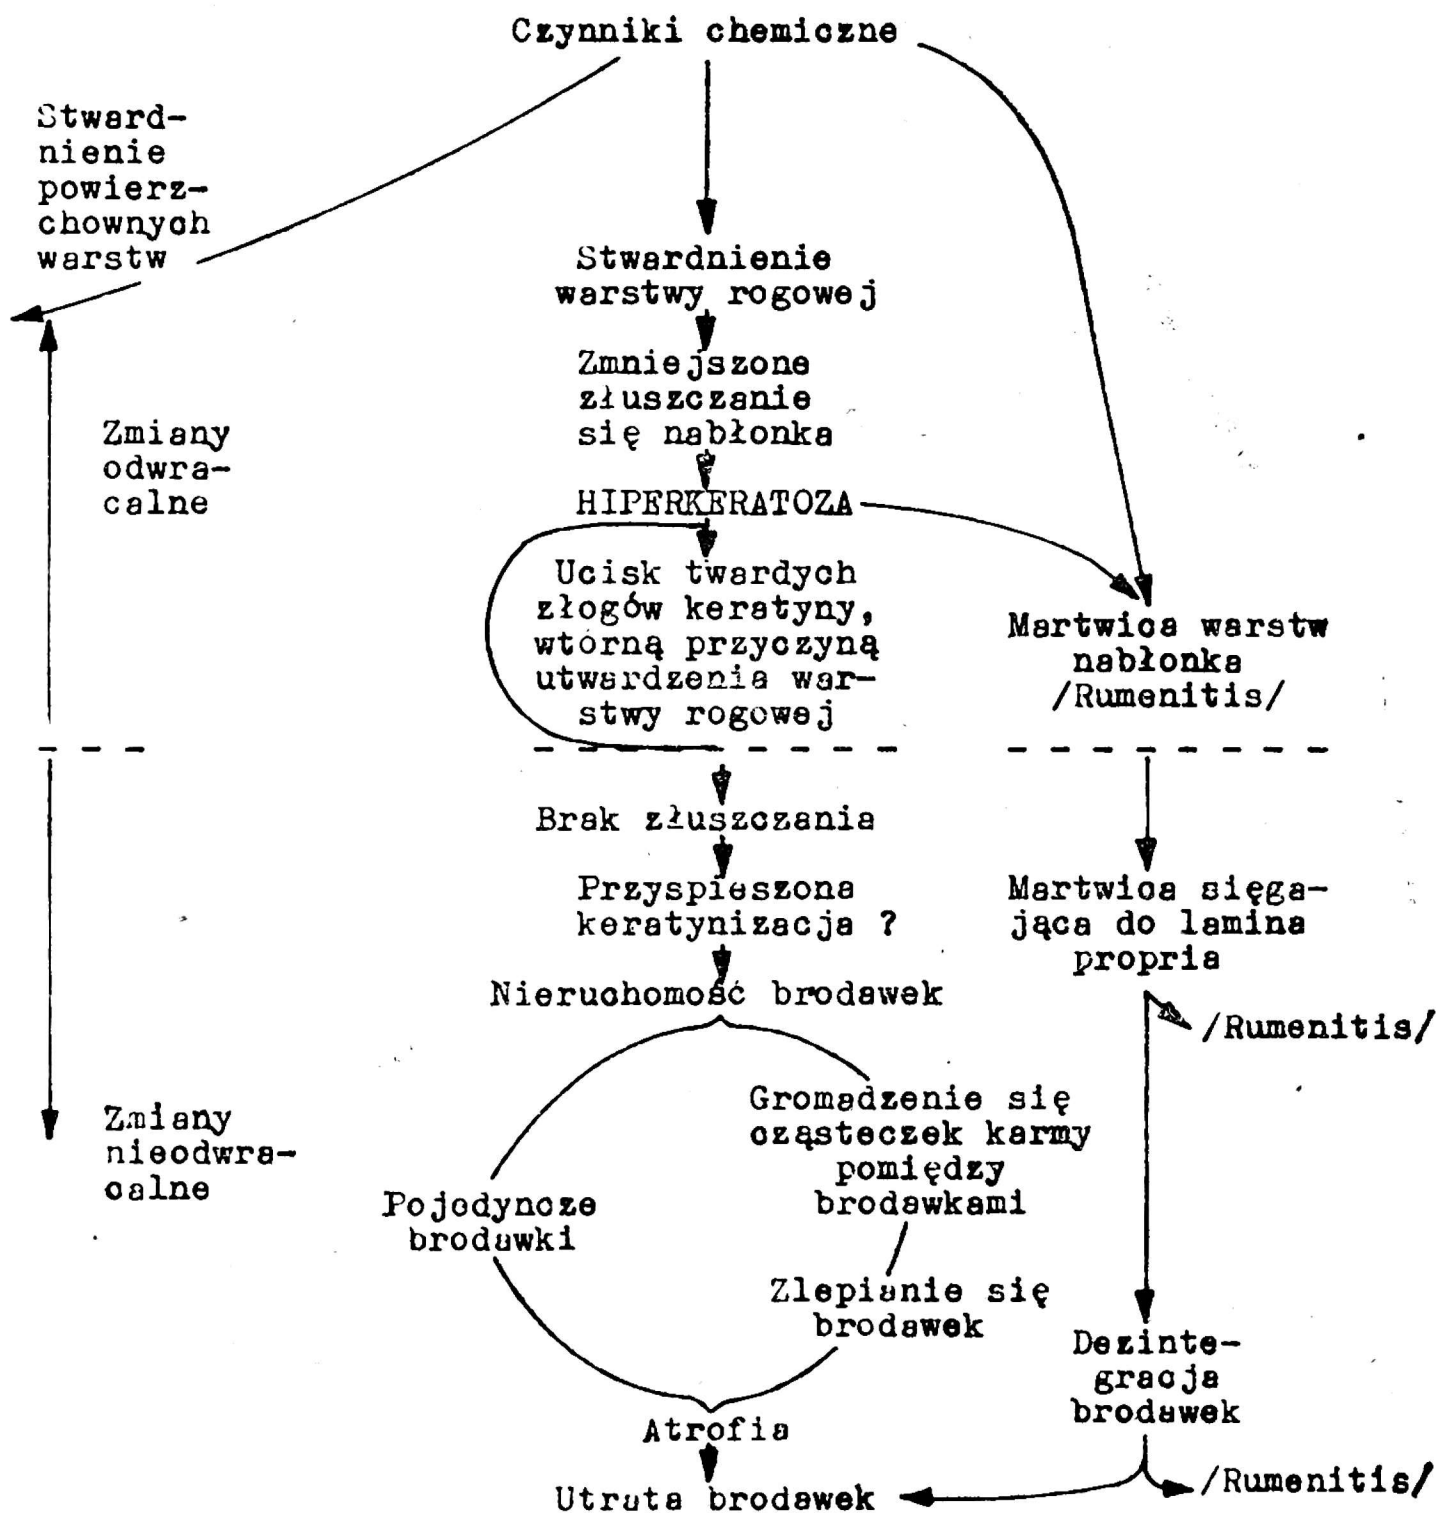 Czynniki chemiczne
Stward-
nienie
powierz-
chownych
warstw
Stwardnienie
warstwy rogowej
Zmniejszone
złuszczanie
się nabłonka
Zmiany
odwra-
calne
HIPERKERATOZA
Ucisk twardych
złogów keratyny,
wtórną przyczyną
utwardzenia war-
stwy rogowej
Martwica warstw
nabłonka
/Rumenitis/
Brak złuszczania
Przyspieszona
keratynizacja ?
Martwica sięga-
jąca do lamina
propria
Nieruchomość brodawek
/Rumenitis/
Zmiany
nieodwra-
calne
Gromadzenie się
cząsteczek karmy
pomiędzy
brodawkami
Pojedyncze
brodawki
Zlepianie się
brodawek
Dezinte-
gracja
brodawek
Atrofia
Utrata brodawek
/Rumenitis/